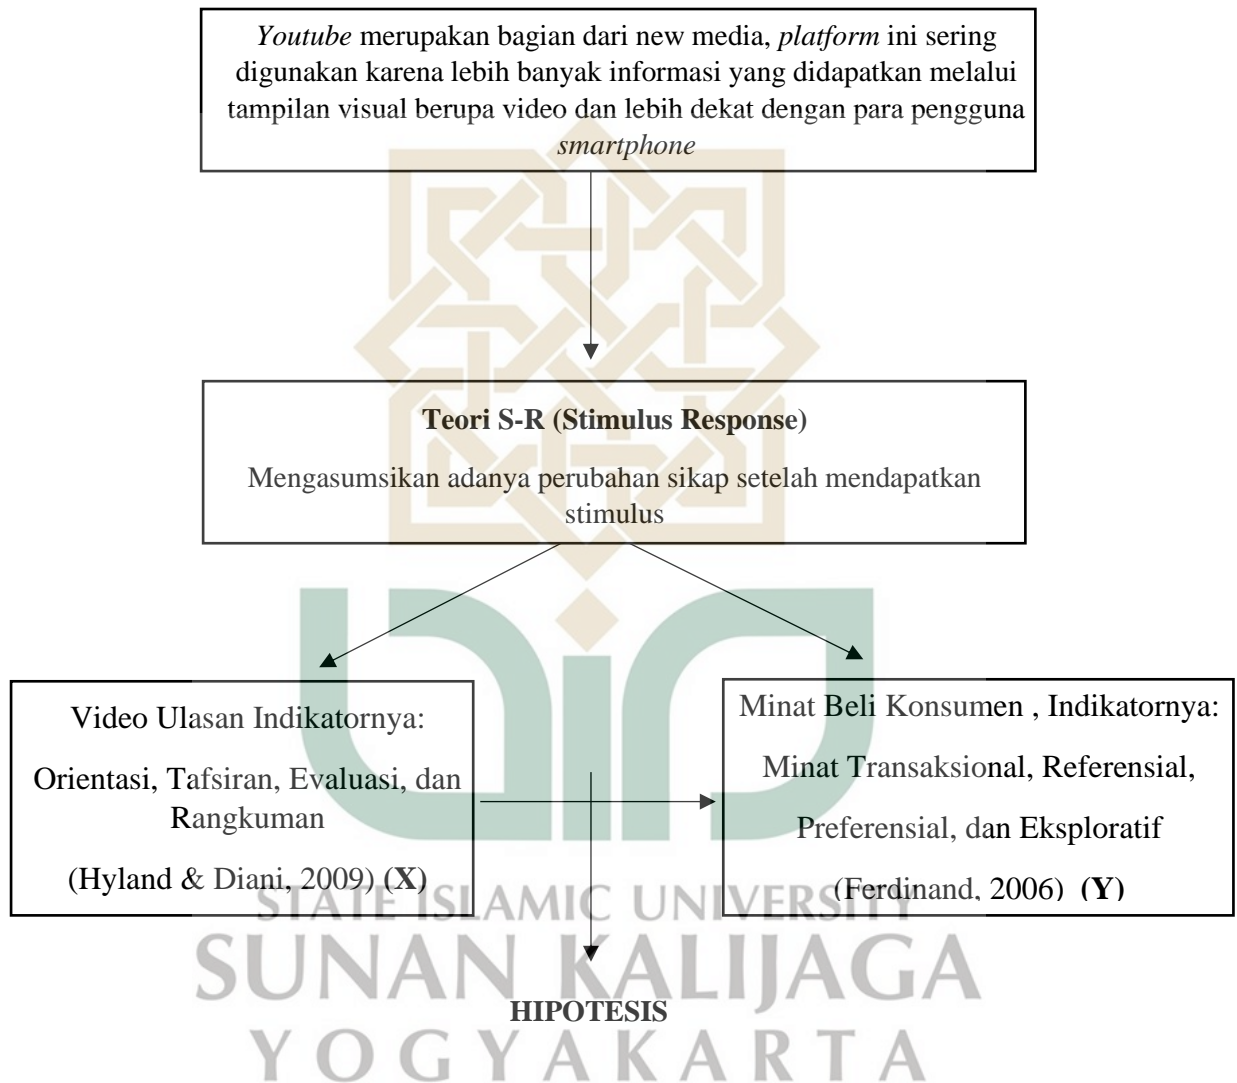 Youtube merupakan bagian dari new media, platform ini sering
digunakan karena lebih banyak informasi yang didapatkan melalui
tampilan visual berupa video dan lebih dekat dengan para pengguna
smartphone
Teori S-R (Stimulus Response)
Mengasumsikan adanya perubahan sikap setelah mendapatkan
stimulus
Video Ulasan Indikatornya:
Orientasi, Tafsiran, Evaluasi, dan
Rangkuman
(Hyland & Diani, 2009) (X)
Minat Beli Konsumen , Indikatornya:
Minat Transaksional, Referensial,
Preferensial, dan Eksploratif
(Ferdinand, 2006) (Y)
HIPOTESIS
STATE ISLAMIC UNIVERSITY
SUNAN KALIJAGA
YOGYAKARTA